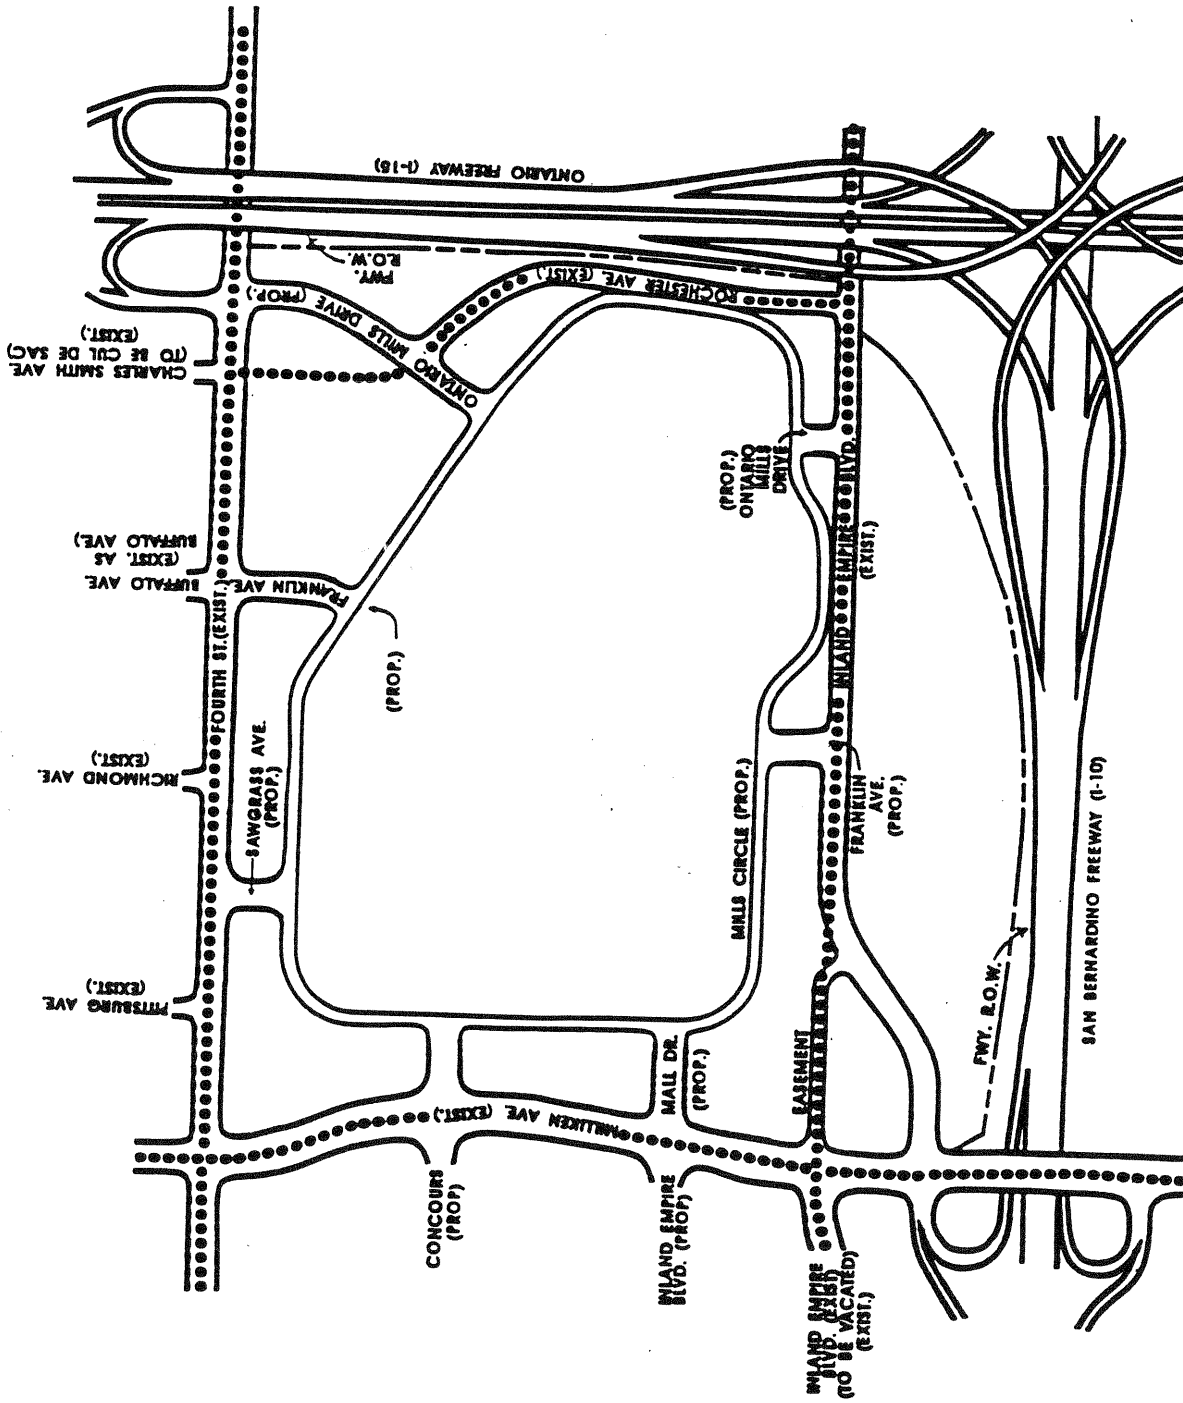 ONTARIO FREEWAY (I-15)
FWY.
R.O.W.
ROCHESTER AVE. (EXIST.)
ONTARIO MILLS DRIVE (PROP.)
CHARLES SMITH AVE.
(TO BE CUL DE SAC)
(EXIST.)
(PROP.)
ONTARIO
MILLS
DRIVE
BUFFALO AVE.
(EXIST. AS
BUFFALO AVE.)
FRANKLIN AVE.
(PROP.)
FOURTH ST. (EXIST.)
INLAND EMPIRE BLVD.
(EXIST.)
RICHMOND AVE.
(EXIST.)
SAWGRASS AVE.
(PROP.)
MILLS CIRCLE (PROP.)
FRANKLIN
AVE.
(PROP.)
SAN BERNARDINO FREEWAY (I-10)
FWY. R.O.W.
PITTSBURG AVE.
(EXIST.)
MALL DR.
(PROP.)
EASEMENT
MILLIKEN AVE. (EXIST.)
CONCOURS
(PROP)
INLAND EMPIRE
BLVD. (PROP)
INLAND EMPIRE
BLVD. (EXIST)
(TO BE VACATED)
(EXIST.)